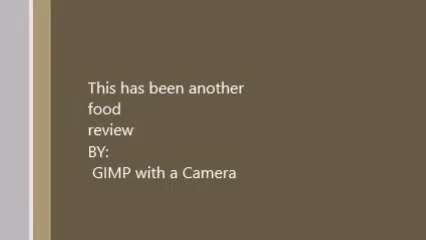 This has been another
food
review
BY:
GIMP with a Camera